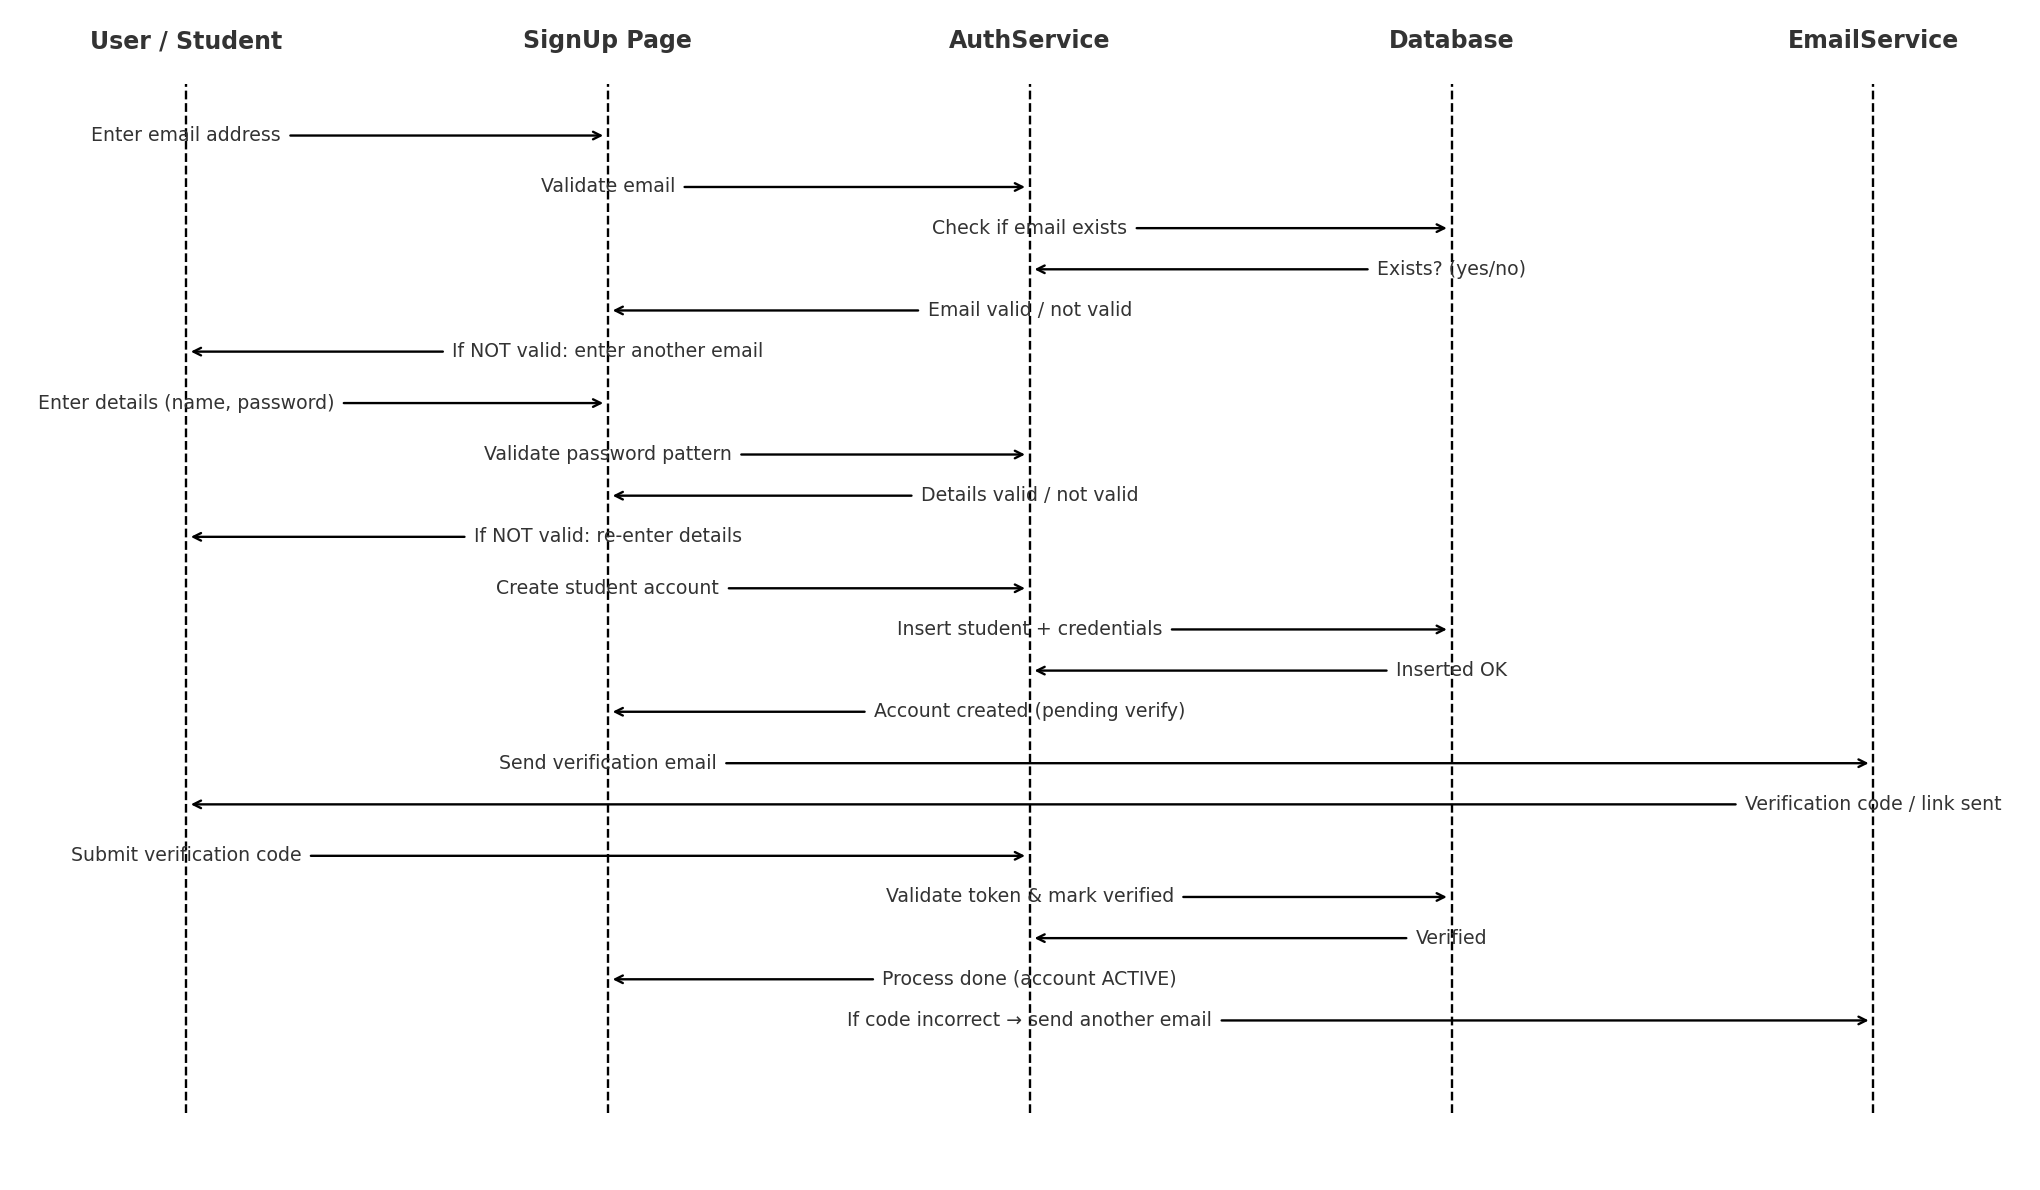 User / Student
SignUp Page
AuthService
Database
EmailService
Enter email address
Validate email
Check if email exists
Exists? (yes/no)
Email valid / not valid
If NOT valid: enter another email
Enter details (name, password)
Validate password pattern
Details valid / not valid
If NOT valid: re-enter details
Create student account
Insert student + credentials
Inserted OK
Account created (pending verify)
Send verification email
Verification code / link sent
Submit verification code
Validate token & mark verified
Verified
Process done (account ACTIVE)
If code incorrect → send another email